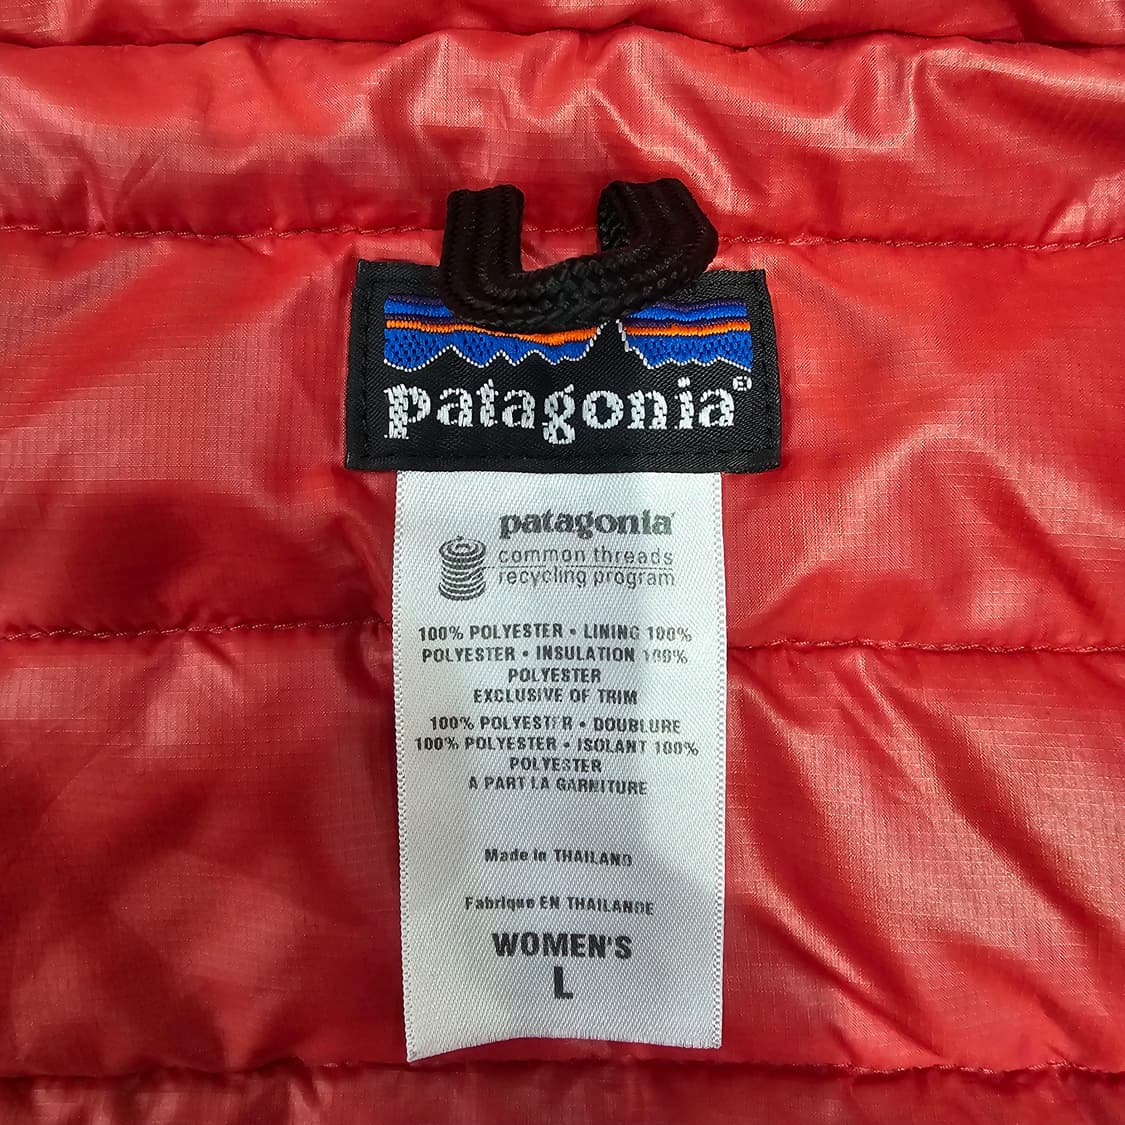 patagonia®
patagonia
common threads
recycling program
100% POLYESTER • LINING 100%
POLYESTER • INSULATION 100%
POLYESTER
EXCLUSIVE OF TRIM
100% POLYESTER • DOUBLURE
100% POLYESTER • ISOLANT 100%
POLYESTER
A PART LA GARNITURE
Made in THAILAND
Fabrique EN THAILANDE
WOMEN'S
L